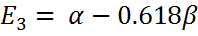 E₃ = α − 0.618β